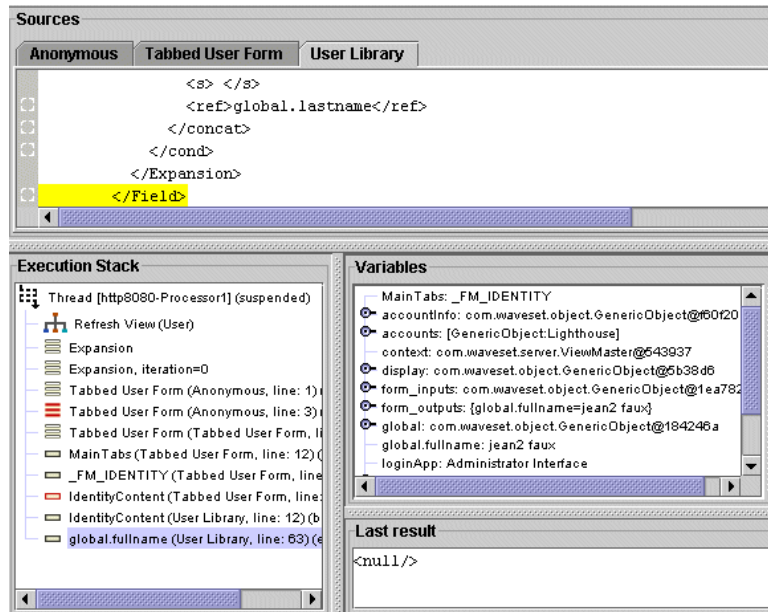 Sources
Anonymous Tabbed User Form User Library
<s> </s>
<ref>global.lastname</ref>
</concat>
</cond>
</Expansion>
</Field>
Execution Stack
Thread [http8080-Processor1] (suspended)
Refresh View (User)
Expansion
Expansion, iteration=0
Tabbed User Form (Anonymous, line: 1)
Tabbed User Form (Anonymous, line: 3)
Tabbed User Form (Tabbed User Form, li
MainTabs (Tabbed User Form, line: 12) (
_FM_IDENTITY (Tabbed User Form, line
IdentityContent (Tabbed User Form, line:
IdentityContent (User Library, line: 12) (b
global.fullname (User Library, line: 63) (e
Variables
MainTabs: _FM_IDENTITY
accountInfo: com.waveset.object.GenericObject@f60f20
accounts: [GenericObject:Lighthouse]
context: com.waveset.server.ViewMaster@543937
display: com.waveset.object.GenericObject@5b38d6
form_inputs: com.waveset.object.GenericObject@1ea782
form_outputs: {global.fullname=jean2 faux}
global: com.waveset.object.GenericObject@184246a
global.fullname: jean2 faux
loginApp: Administrator Interface
Last result
<null/>